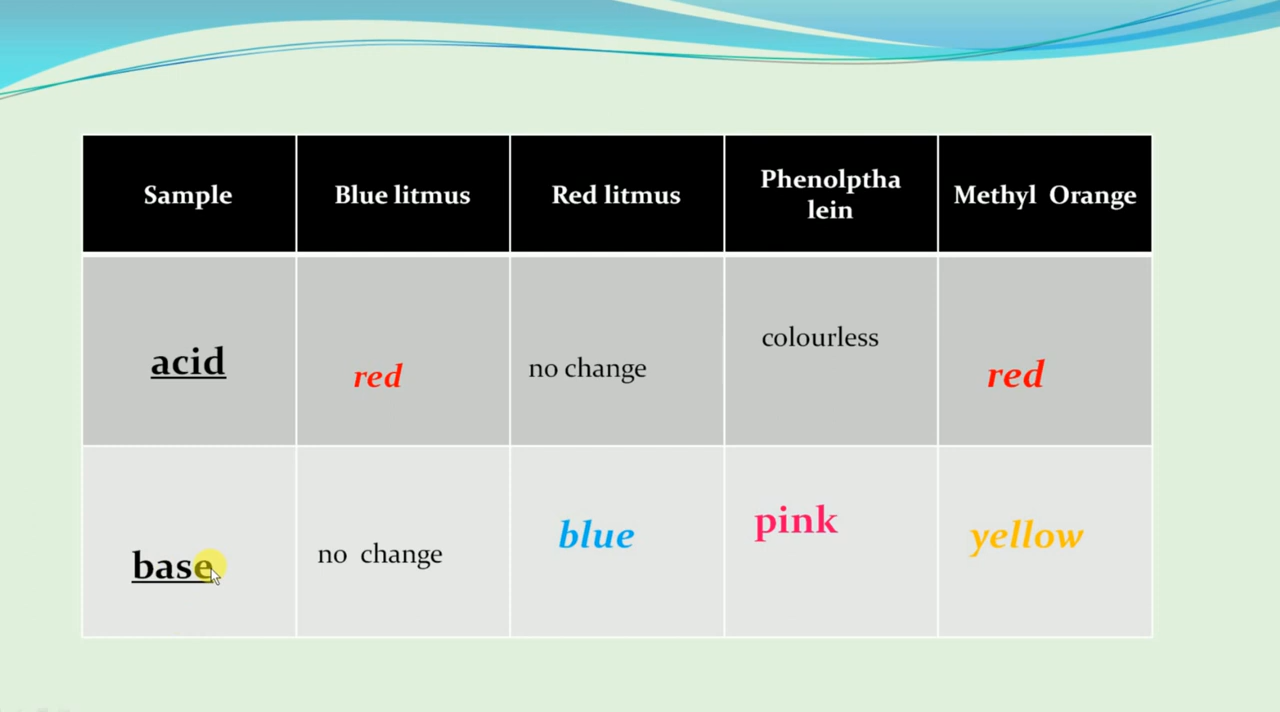 Sample
Blue litmus
Red litmus
Phenolptha
lein
Methyl Orange
acid
red
no change
colourless
red
base
no change
blue
pink
yellow